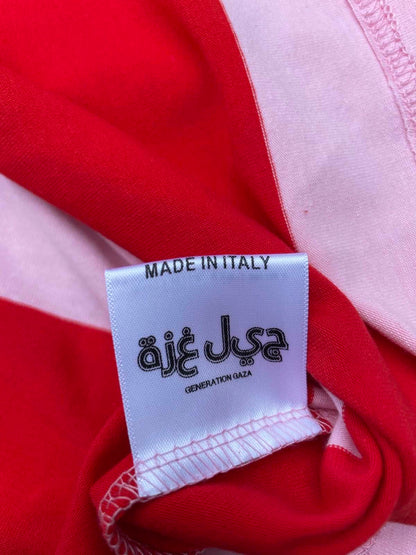 MADE IN ITALY
جيل غزة
GENERATION GAZA